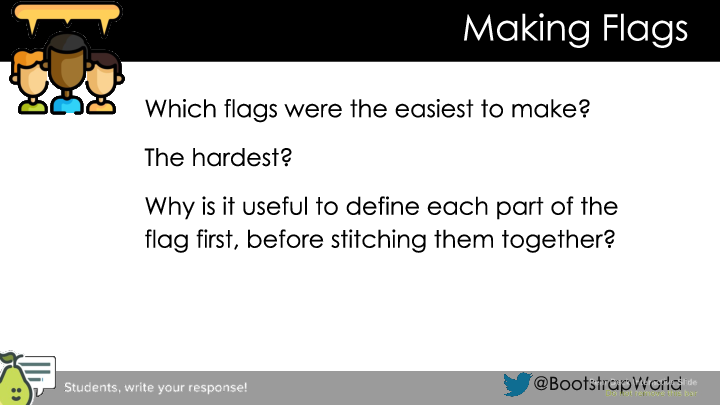 Making Flags
Which flags were the easiest to make?
The hardest?
Why is it useful to define each part of the
flag first, before stitching them together?
Students, write your response!
@BootstrapWorld